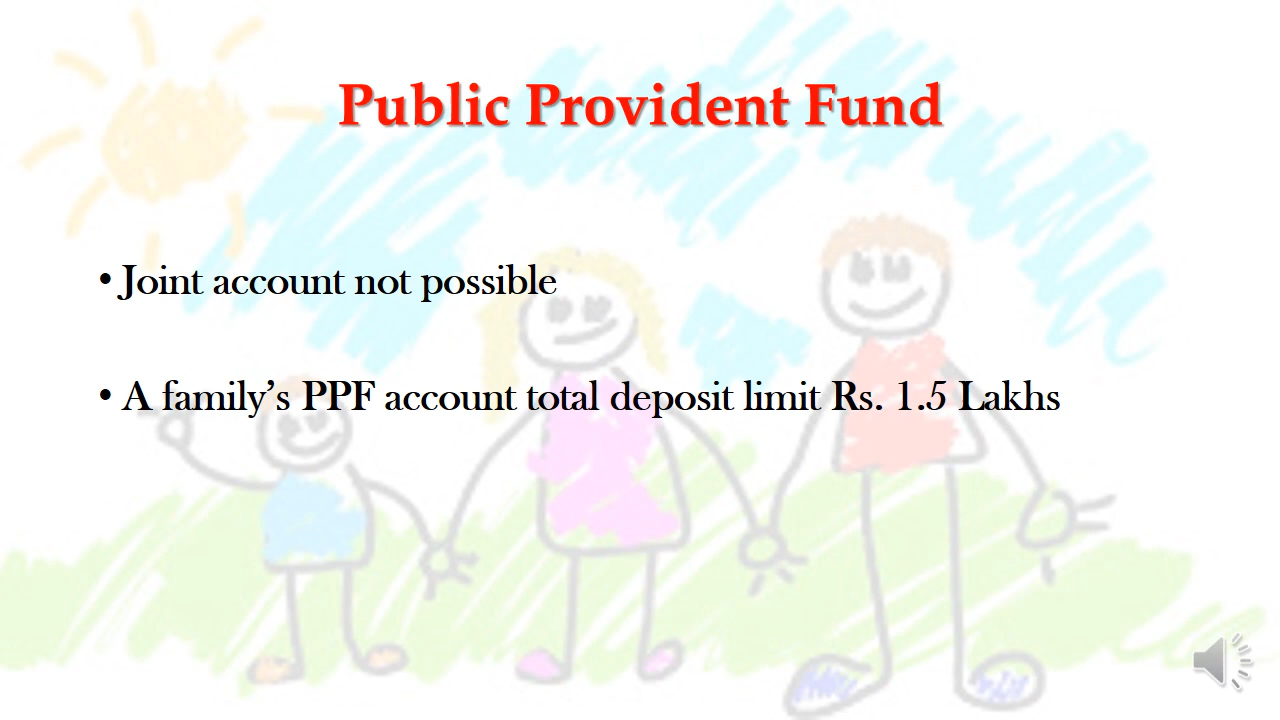 Public Provident Fund
• Joint account not possible
• A family’s PPF account total deposit limit Rs. 1.5 Lakhs